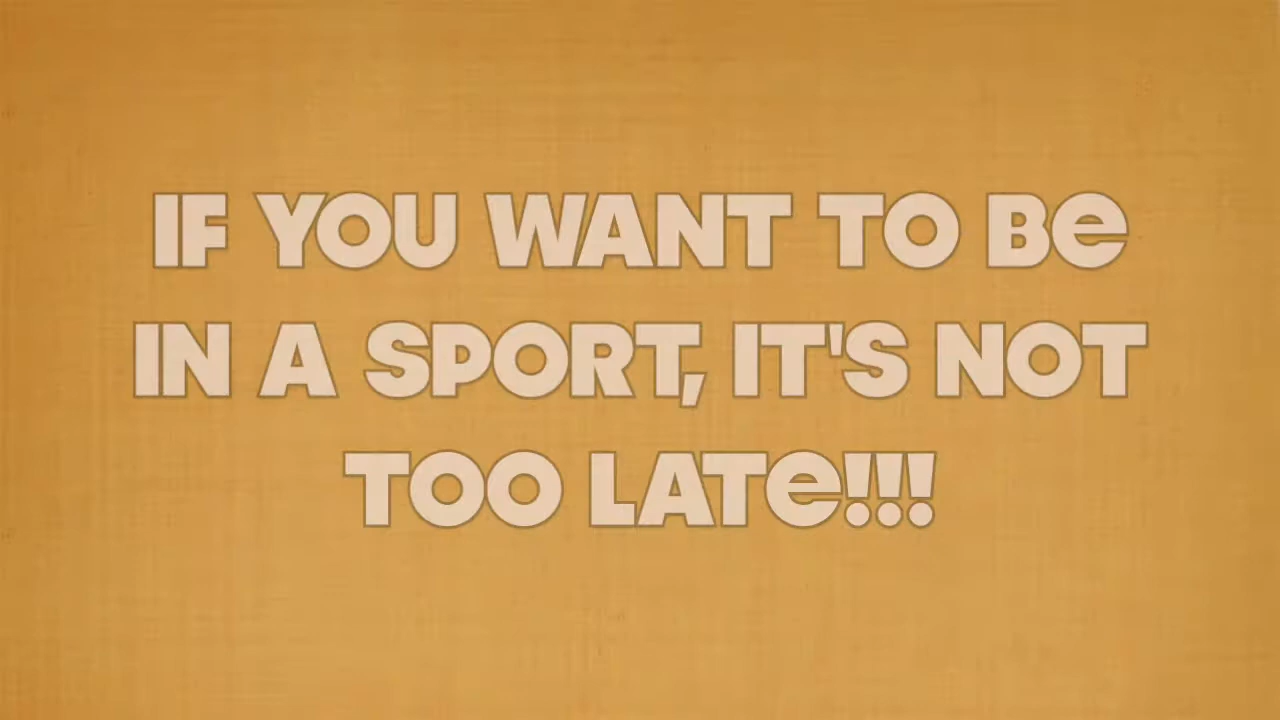 IF YOU WANT TO BE
IN A SPORT, IT'S NOT
TOO LATE!!!